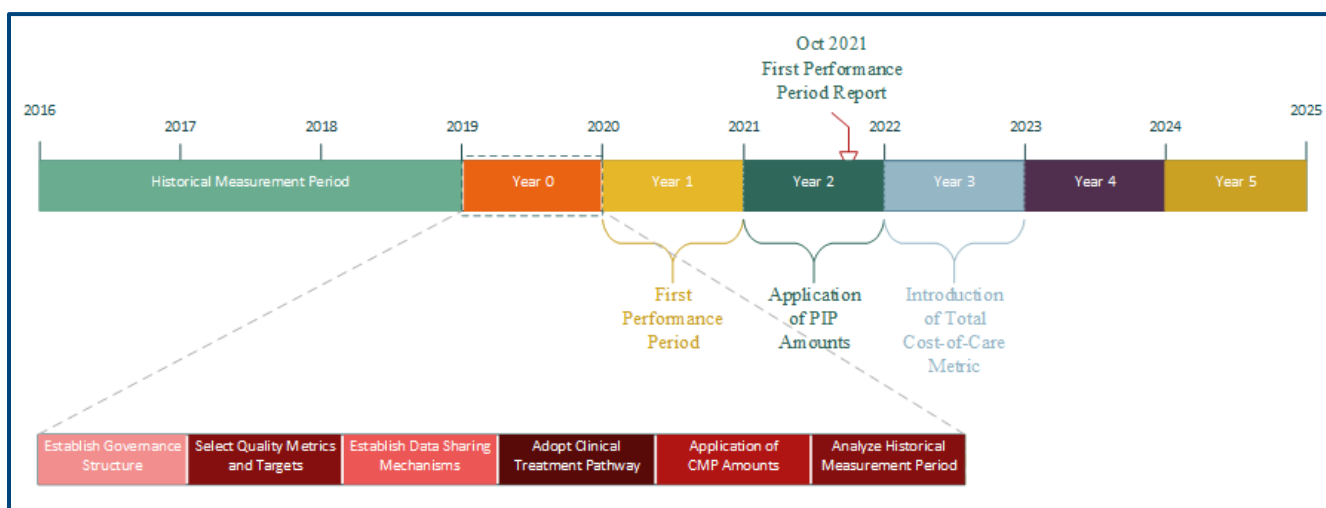 Oct 2021
First Performance
Period Report
2016
2017
2018
2019
2020
2021
2022
2023
2024
2025
Historical Measurement Period
Year 0
Year 1
Year 2
Year 3
Year 4
Year 5
First
Performance
Period
Application
of PIP
Amounts
Introduction
of Total
Cost-of-Care
Metric
Establish Governance
Structure
Select Quality Metrics
and Targets
Establish Data Sharing
Mechanisms
Adopt Clinical
Treatment Pathway
Application of
CMP Amounts
Analyze Historical
Measurement Period